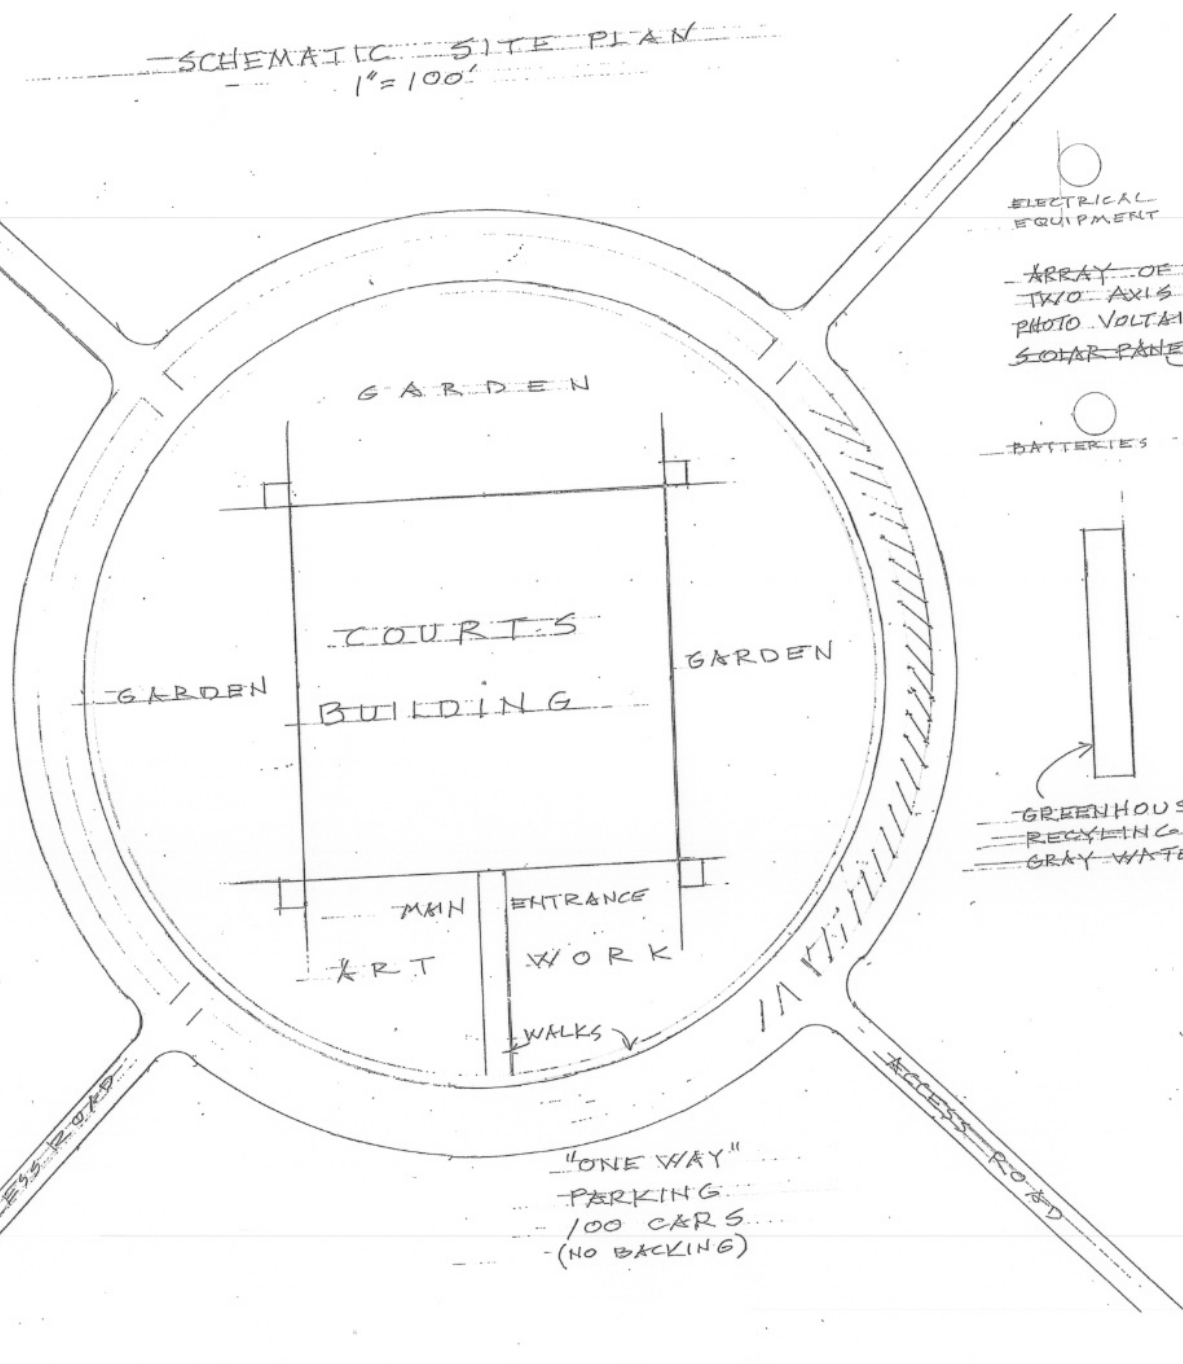 SCHEMATIC SITE PLAN
1"=100'
ELECTRICAL
EQUIPMENT
ARRAY OF
TWO AXIS
PHOTO VOLTAI
SOLAR PANE
BATTERIES
GARDEN
COURTS
BUILDING
GARDEN
GARDEN
GREENHOUS
RECYLING
GRAY WATE
MAIN ENTRANCE
ART WORK
WALKS
ESS ROAD
ACCESS ROAD
"ONE WAY"
PARKING
100 CARS
(NO BACKING)